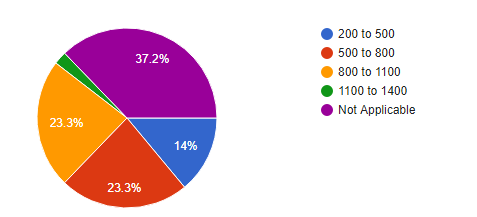 37.2%
23.3%
14%
23.3%
200 to 500
500 to 800
800 to 1100
1100 to 1400
Not Applicable